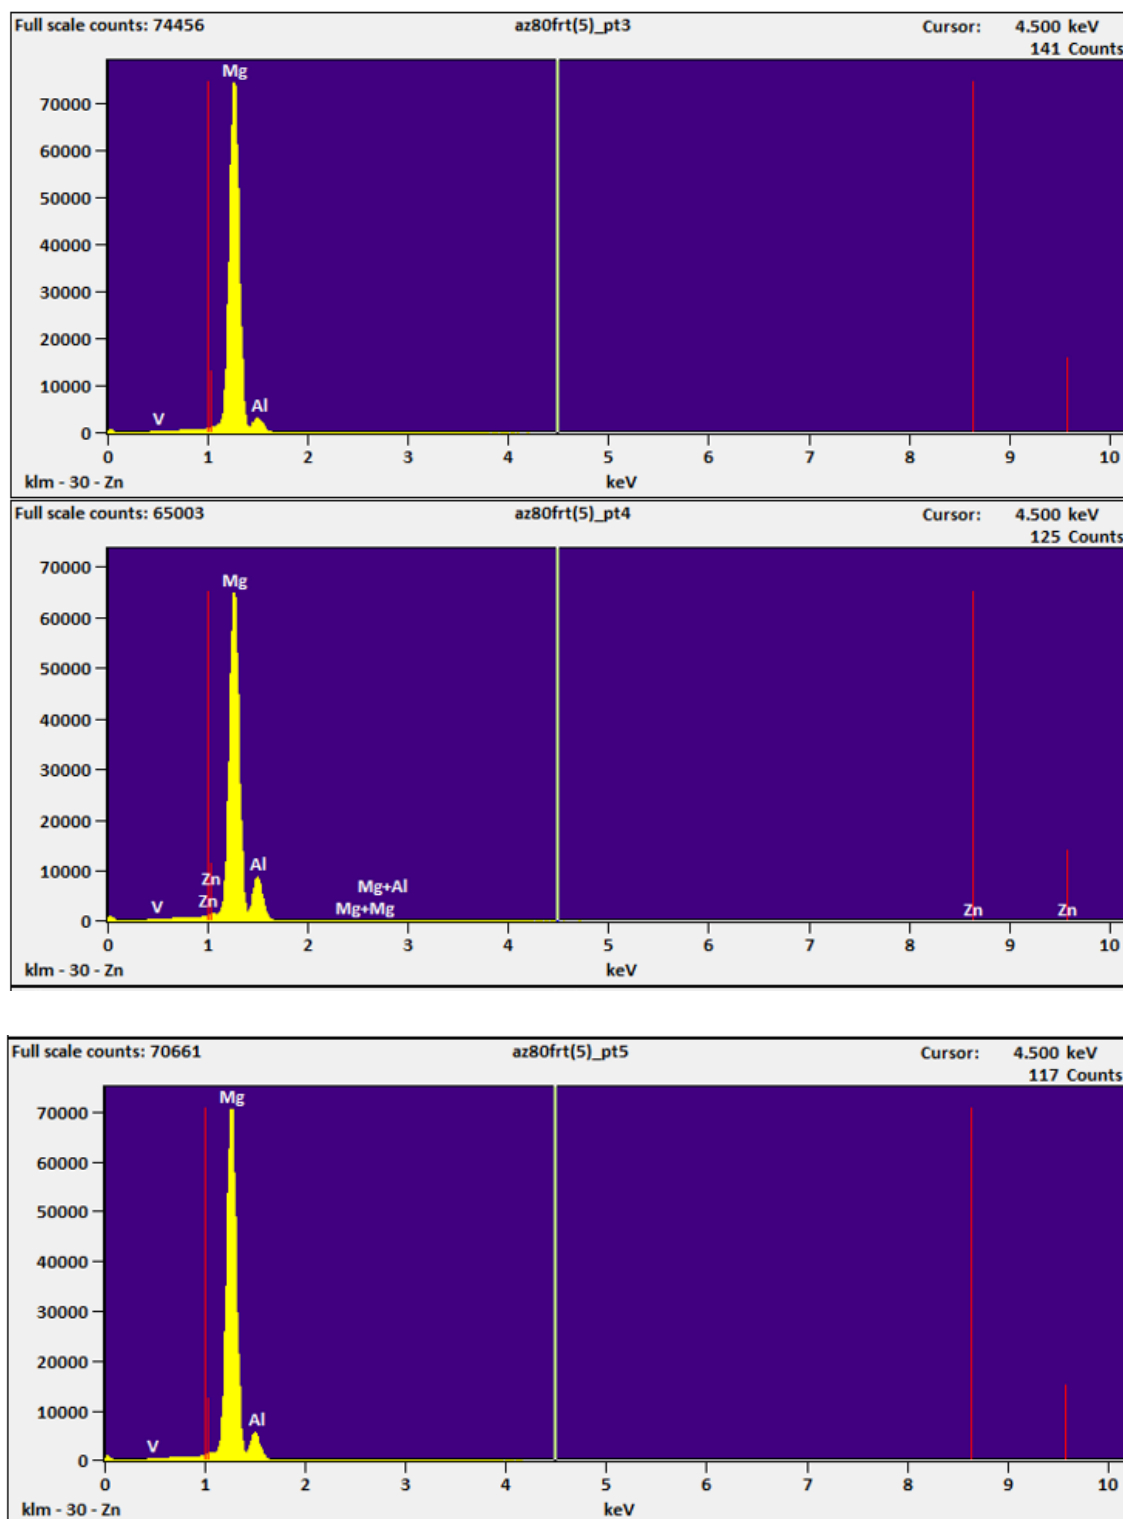 Full scale counts: 74456 az80frt(5)_pt3 Cursor: 4.500 keV
141 Counts
Mg
70000
60000
50000
40000
30000
20000
10000
V Al
0
0 1 2 3 4 5 6 7 8 9 10
klm - 30 - Zn keV
Full scale counts: 65003 az80frt(5)_pt4 Cursor: 4.500 keV
125 Counts
70000
Mg
60000
50000
40000
30000
20000
10000
Al
Zn
Mg+Al
V Zn Mg+Mg Zn Zn
0
0 1 2 3 4 5 6 7 8 9 10
klm - 30 - Zn keV
Full scale counts: 70661 az80frt(5)_pt5 Cursor: 4.500 keV
117 Counts
Mg
70000
60000
50000
40000
30000
20000
10000
Al
V
0
0 1 2 3 4 5 6 7 8 9 10
klm - 30 - Zn keV